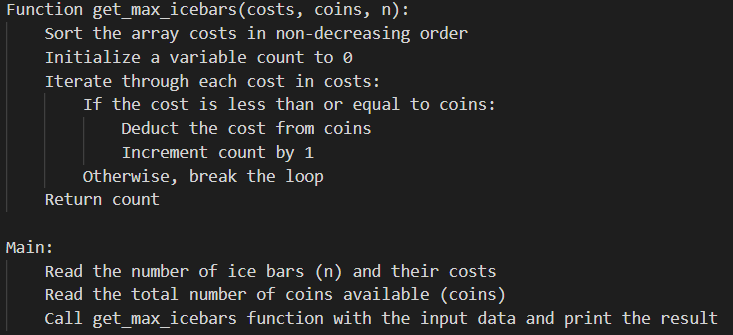 Function get_max_icebars(costs, coins, n):
    Sort the array costs in non-decreasing order
    Initialize a variable count to 0
    Iterate through each cost in costs:
        If the cost is less than or equal to coins:
            Deduct the cost from coins
            Increment count by 1
        Otherwise, break the loop
    Return count

Main:
    Read the number of ice bars (n) and their costs
    Read the total number of coins available (coins)
    Call get_max_icebars function with the input data and print the result